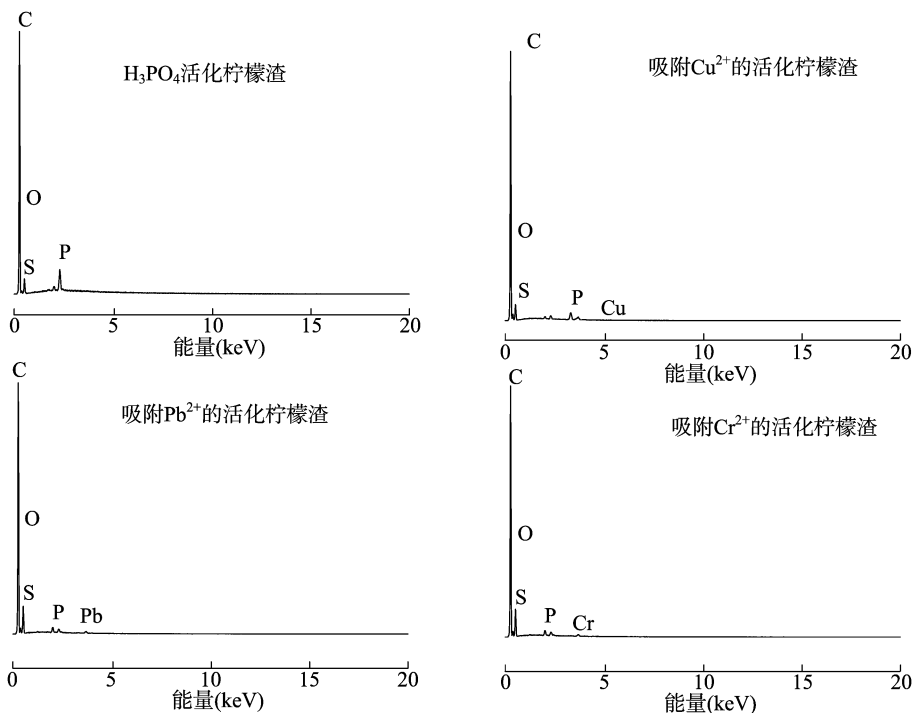 C
H₃PO₄活化柠檬渣
O
P
S
0 5 10 15 20
能量(keV)
C
吸附Cu²⁺的活化柠檬渣
O
S
P
Cu
0 5 10 15 20
能量(keV)
C
吸附Pb²⁺的活化柠檬渣
O
S
P
Pb
0 5 10 15 20
能量(keV)
C
吸附Cr²⁺的活化柠檬渣
O
S
P
Cr
0 5 10 15 20
能量(keV)